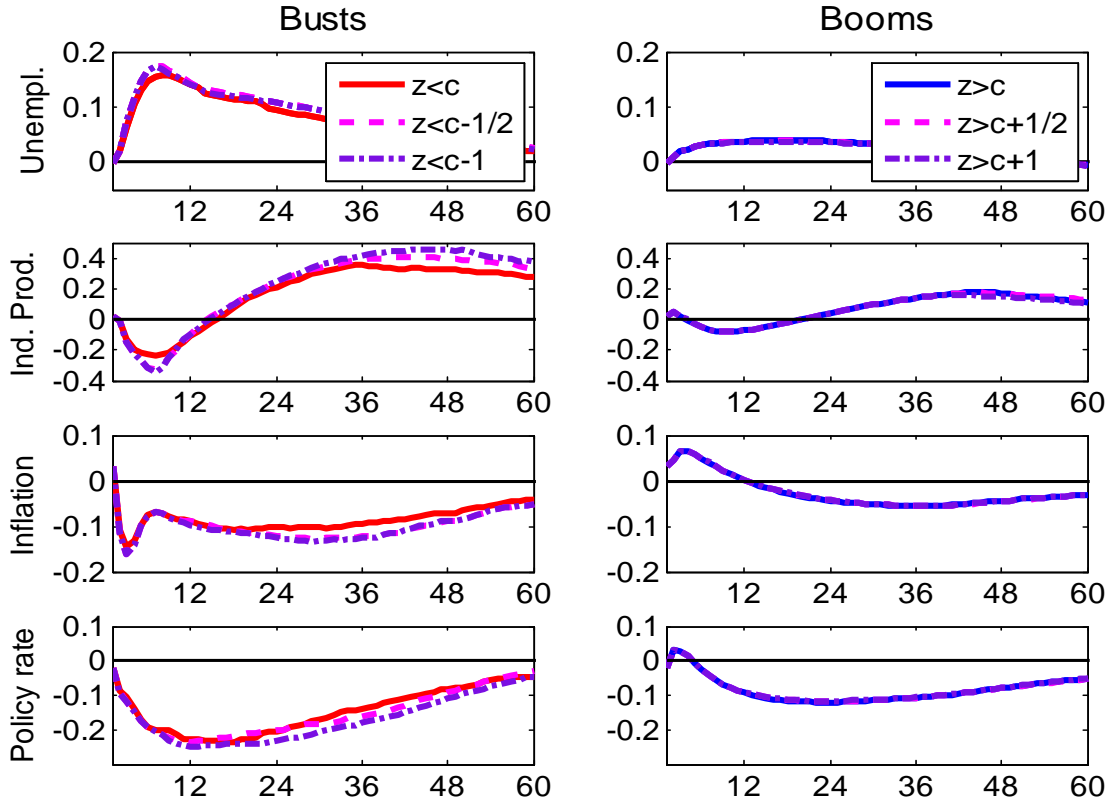 Busts Booms
Unempl.
0.2
0.1
0
z<c
z<c-1/2
z<c-1
12 24 36 48 60
0.2
0.1
0
z>c
z>c+1/2
z>c+1
12 24 36 48 60
Ind. Prod.
0.4
0.2
0
-0.2
-0.4
12 24 36 48 60
0.4
0.2
0
-0.2
-0.4
12 24 36 48 60
Inflation
0.1
0
-0.1
-0.2
12 24 36 48 60
0.1
0
-0.1
-0.2
12 24 36 48 60
Policy rate
0.1
0
-0.1
-0.2
12 24 36 48 60
0.1
0
-0.1
-0.2
12 24 36 48 60